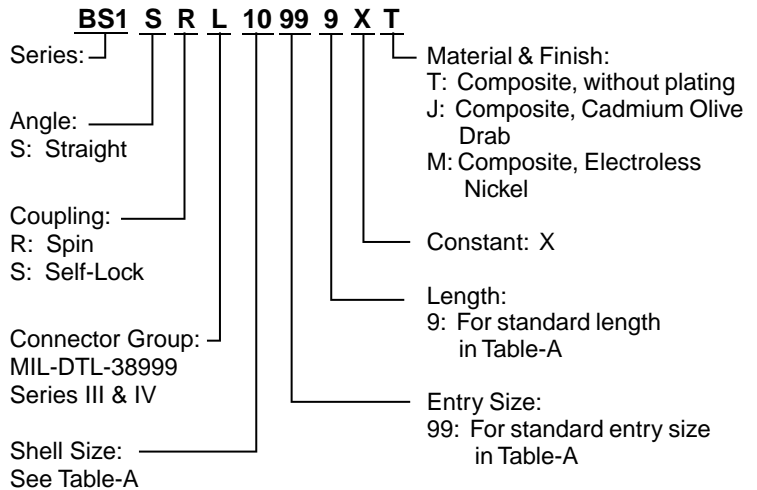 BS1 S R L 10 99 9 X T
Series:
Angle:
S: Straight
Coupling:
R: Spin
S: Self-Lock
Connector Group:
MIL-DTL-38999
Series III & IV
Shell Size:
See Table-A
Material & Finish:
T: Composite, without plating
J: Composite, Cadmium Olive
Drab
M: Composite, Electroless
Nickel
Constant: X
Length:
9: For standard length
in Table-A
Entry Size:
99: For standard entry size
in Table-A